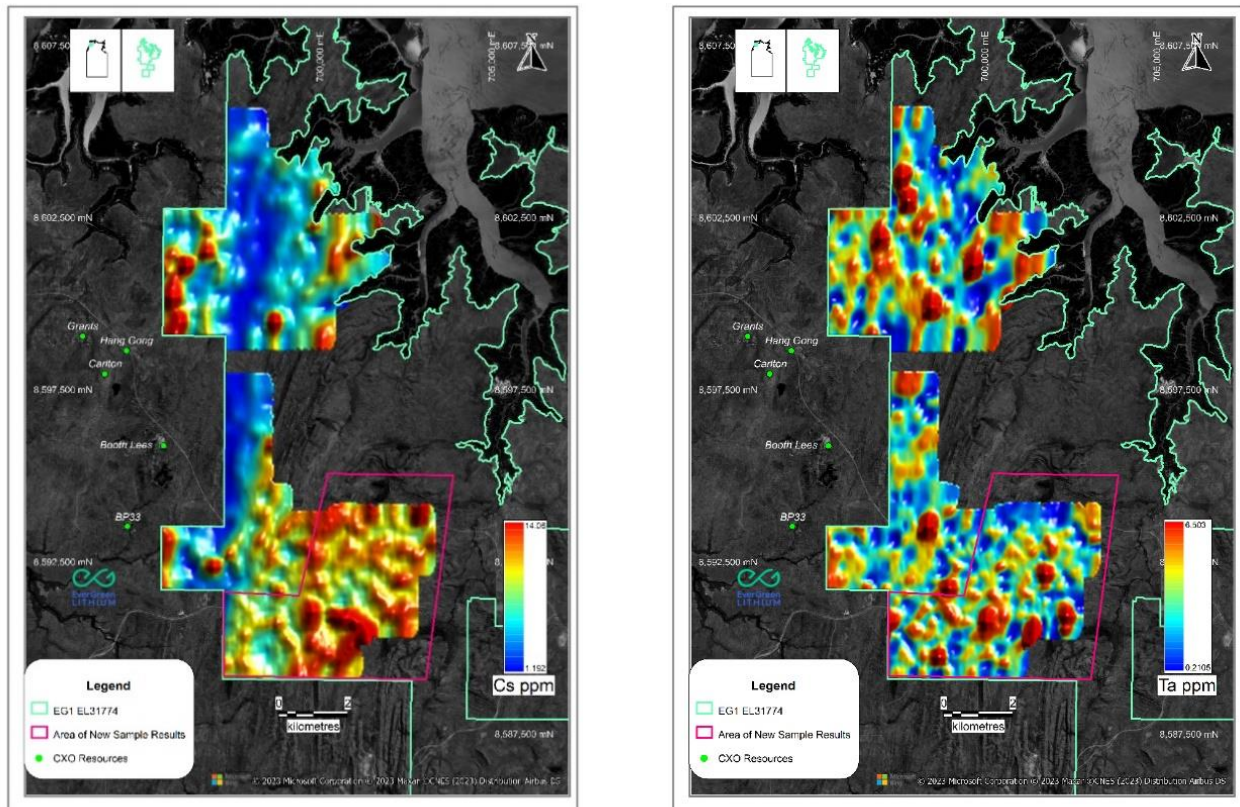 8,607,500 mN
700,000 mE
705,000 mE
8,607,500 mN
8,602,500 mN
8,602,500 mN
Grants
Hang Gong
Carlton
8,597,500 mN
8,597,500 mN
Booth Lees
BP33
14.06
8,592,500 mN
EverGreen
LITHIUM
1.192
Cs ppm
Legend
EG1 EL31774
Area of New Sample Results
CXO Resources
0 2
kilometres
8,587,500 mN
© 2023 Microsoft Corporation © 2023 Maxar ©CNES (2023) Distribution Airbus DS
8,607,500 mN
700,000 mE
705,000 mE
8,607,500 mN
8,602,500 mN
8,602,500 mN
Grants
Hang Gong
Carlton
8,597,500 mN
8,597,500 mN
Booth Lees
BP33
6.503
8,592,500 mN
EverGreen
LITHIUM
0.2105
Ta ppm
Legend
EG1 EL31774
Area of New Sample Results
CXO Resources
0 2
kilometres
8,587,500 mN
© 2023 Microsoft Corporation © 2023 Maxar ©CNES (2023) Distribution Airbus DS